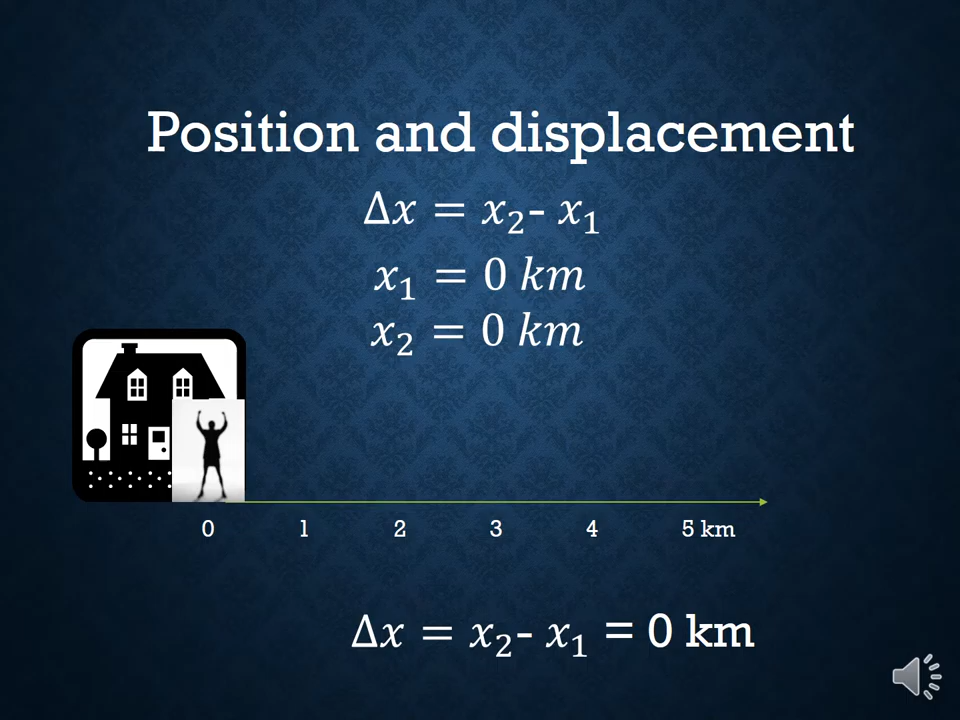 Position and displacement
Δx = x₂- x₁
x₁ = 0 km
x₂ = 0 km
0 1 2 3 4 5 km
Δx = x₂- x₁ = 0 km